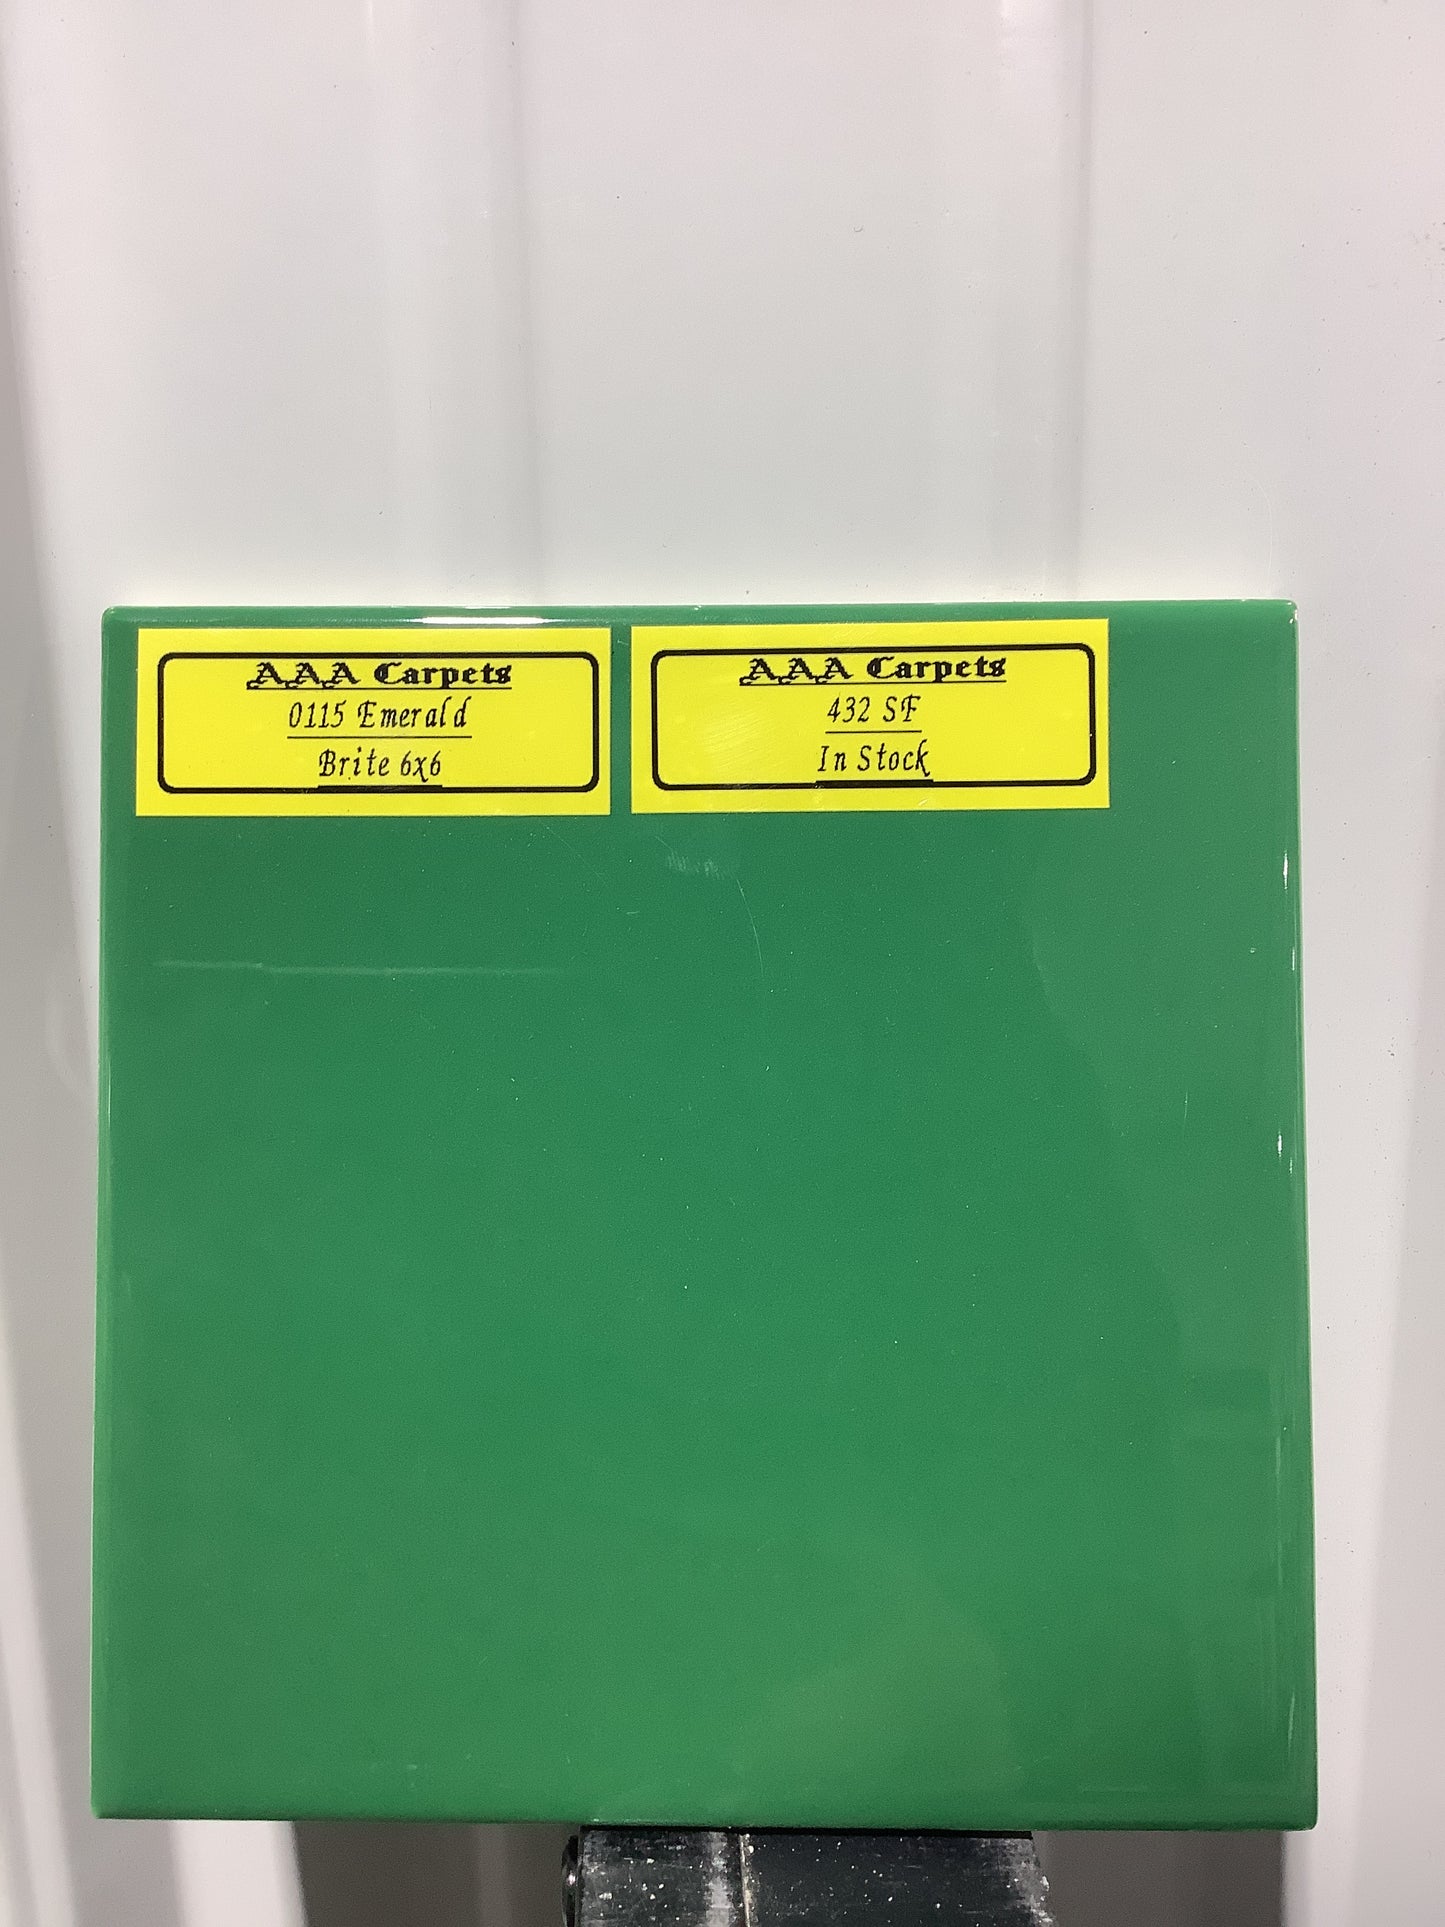 AAA Carpets
0115 Emerald
Brite 6x6
AAA Carpets
432 SF
In Stock